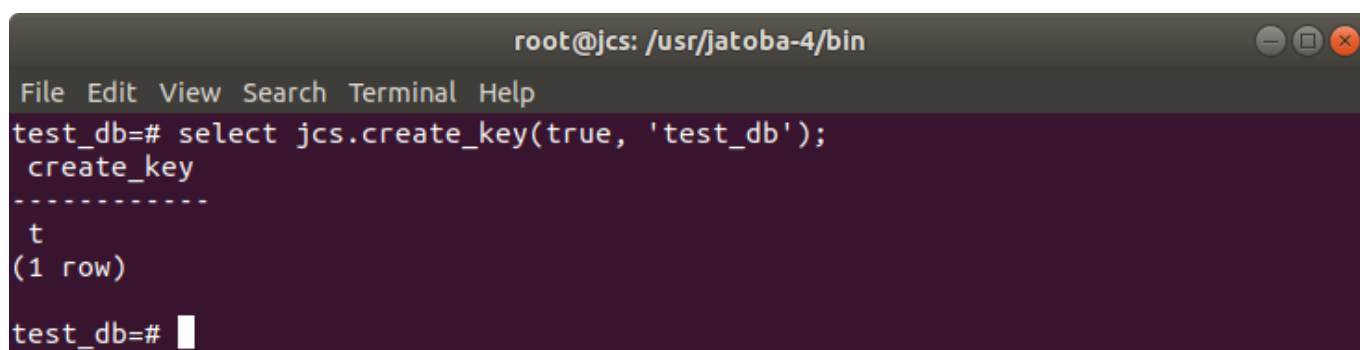 root@jcs: /usr/jatoba-4/bin
File Edit View Search Terminal Help
test_db=# select jcs.create_key(true, 'test_db');
 create_key
------------
 t
(1 row)

test_db=#